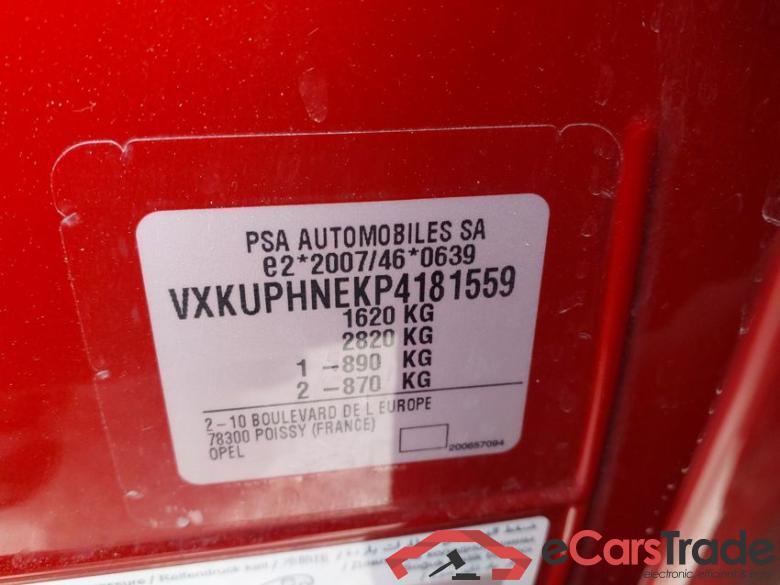 PSA AUTOMOBILES SA
e2*2007/46*0639
VXKUPHNEKP4181559
1620 KG
2820 KG
1 -890 KG
2 -870 KG
2-10 BOULEVARD DE L EUROPE
78300 POISSY (FRANCE)
OPEL
200657094
eCarsTrade